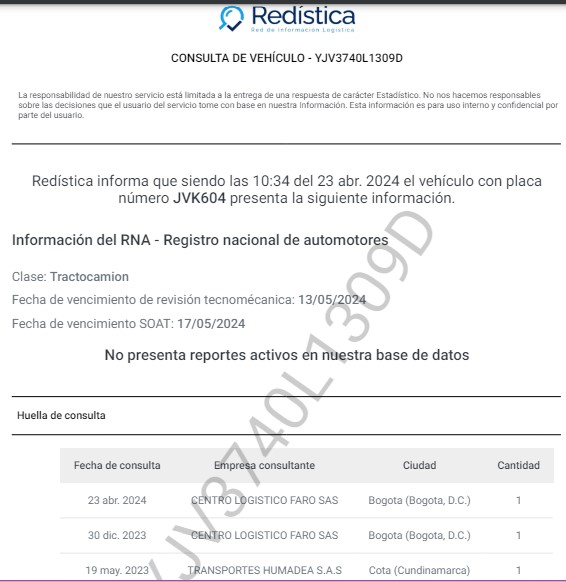 Redística
Red de Información Logística
CONSULTA DE VEHÍCULO - YJV3740L1309D
La responsabilidad de nuestro servicio está limitada a la entrega de una respuesta de carácter Estadístico. No nos hacemos responsables
sobre las decisiones que el usuario del servicio tome con base en nuestra Información. Esta información es para uso interno y confidencial por
parte del usuario.
Redística informa que siendo las 10:34 del 23 abr. 2024 el vehículo con placa
número JVK604 presenta la siguiente información.
Información del RNA - Registro nacional de automotores
Clase: Tractocamion
Fecha de vencimiento de revisión tecnomécanica: 13/05/2024
Fecha de vencimiento SOAT: 17/05/2024
No presenta reportes activos en nuestra base de datos
Huella de consulta
Fecha de consulta Empresa consultante Ciudad Cantidad
23 abr. 2024 CENTRO LOGISTICO FARO SAS Bogota (Bogota, D.C.) 1
30 dic. 2023 CENTRO LOGISTICO FARO SAS Bogota (Bogota, D.C.) 1
19 may. 2023 TRANSPORTES HUMADEA S.A.S Cota (Cundinamarca) 1
YJV3740L1309D